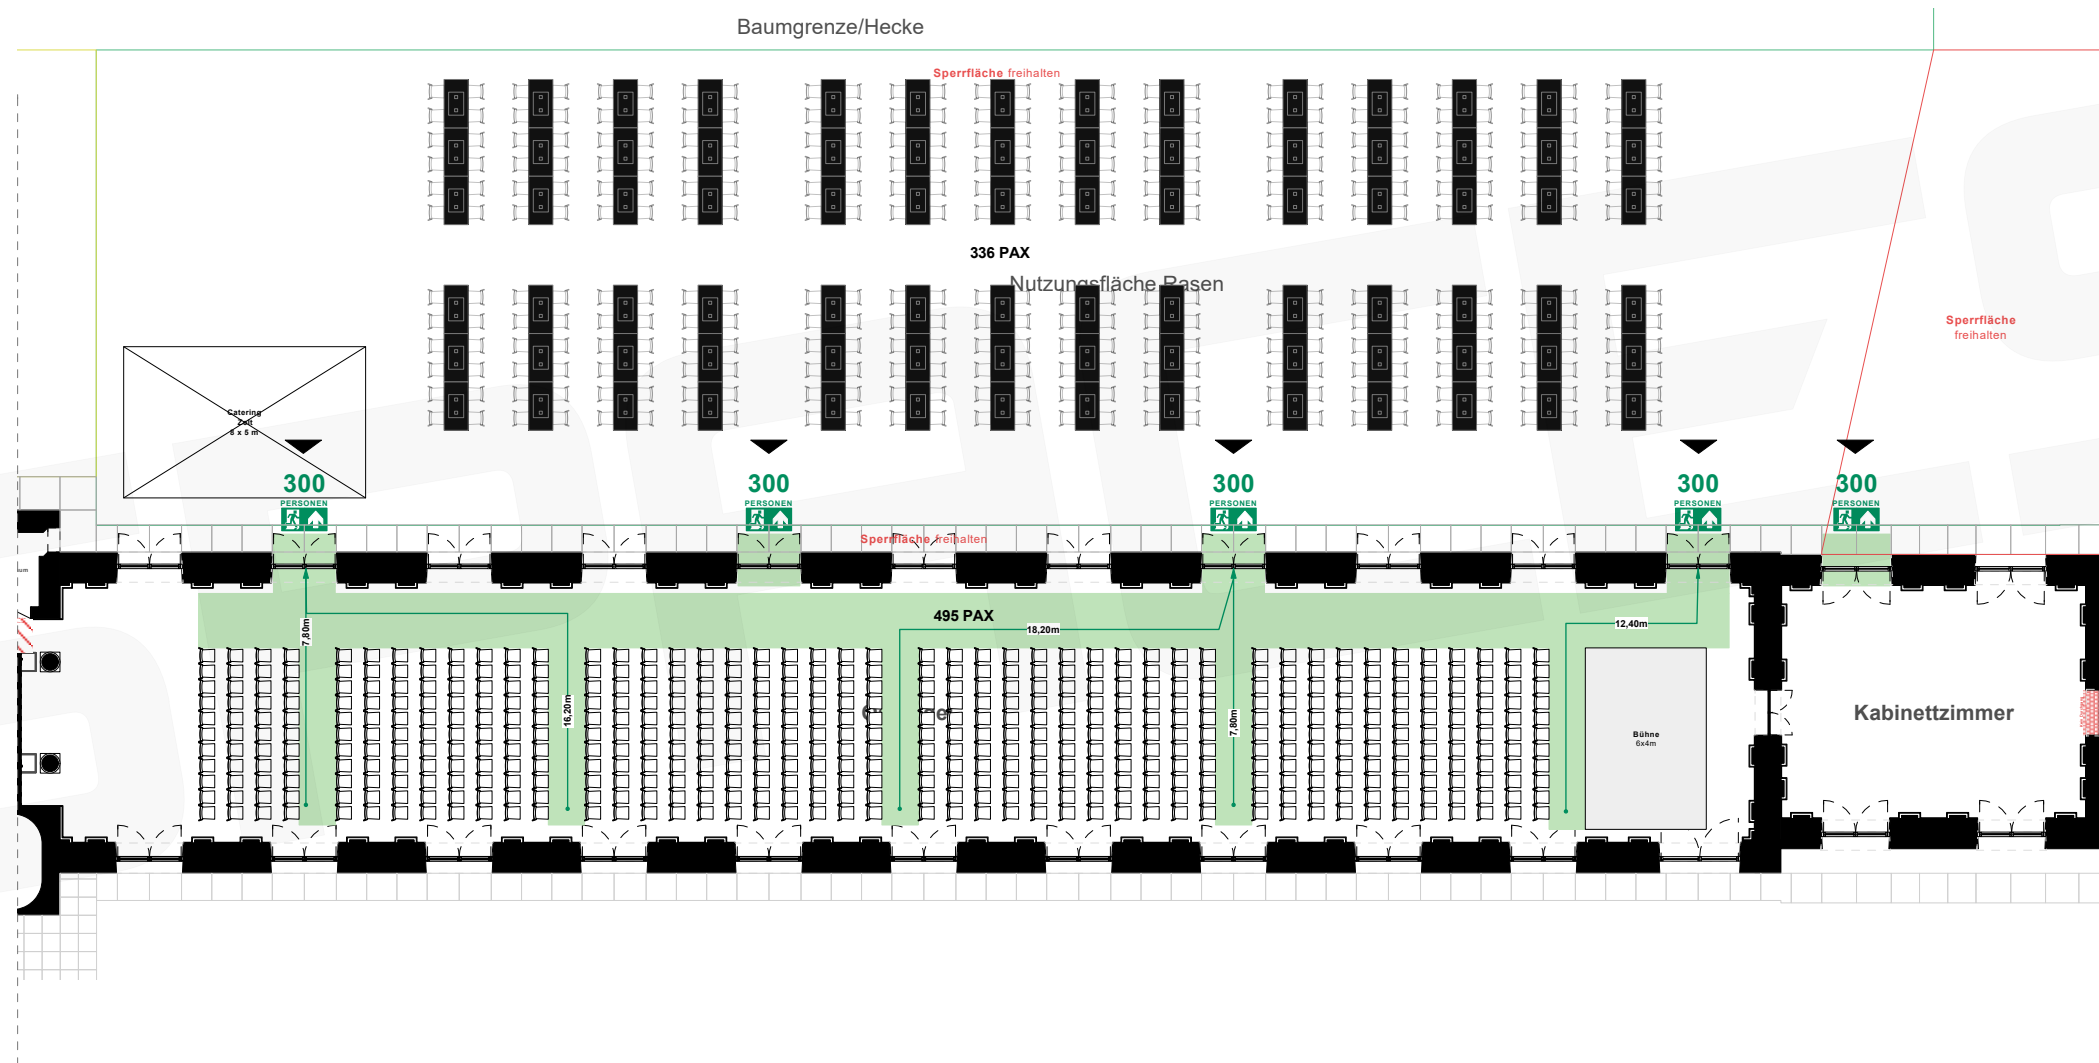 Baumgrenze/Hecke
Sperrfläche freihalten
336 PAX
Nutzungsfläche Rasen
Sperrfläche
freihalten
Catering
Zelt
8 x 5 m
300
PERSONEN
300
PERSONEN
300
PERSONEN
300
PERSONEN
300
PERSONEN
Sperrfläche freihalten
495 PAX
7,80m
18,20m
12,40m
16,20m
7,80m
Bühne
6x4m
Kabinettzimmer